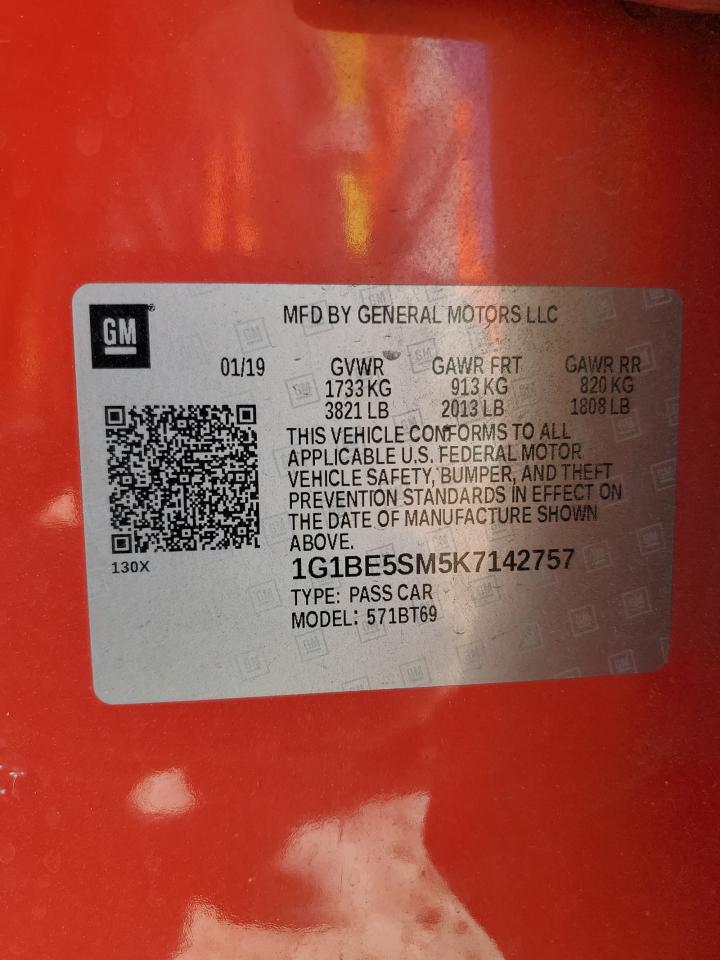 GM
MFD BY GENERAL MOTORS LLC
01/19 GVWR GAWR FRT GAWR RR
1733 KG 913 KG 820 KG
3821 LB 2013 LB 1808 LB
THIS VEHICLE CONFORMS TO ALL
APPLICABLE U.S. FEDERAL MOTOR
VEHICLE SAFETY, BUMPER, AND THEFT
PREVENTION STANDARDS IN EFFECT ON
THE DATE OF MANUFACTURE SHOWN
ABOVE.
130X
1G1BE5SM5K7142757
TYPE: PASS CAR
MODEL: 571BT69